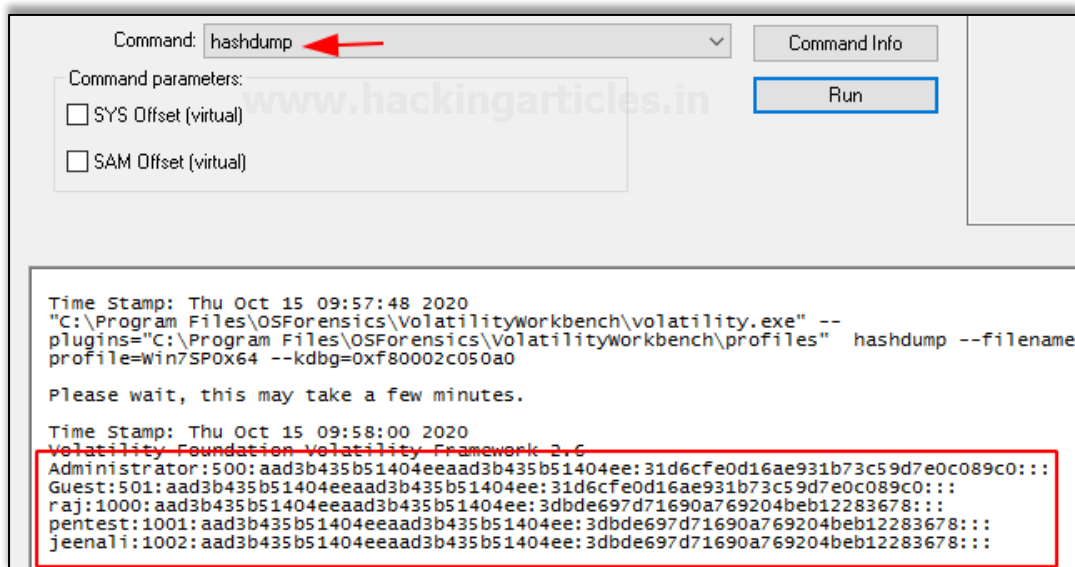 Command: hashdump Command Info
Command parameters:
www.hackingarticles.in
SYS Offset (virtual) Run
SAM Offset (virtual)
Time Stamp: Thu Oct 15 09:57:48 2020
"C:\Program Files\OSForensics\VolatilityWorkbench\volatility.exe" --
plugins="C:\Program Files\OSForensics\VolatilityWorkbench\profiles" hashdump --filename
profile=Win7SP0x64 --kdbg=0xf80002c050a0
Please wait, this may take a few minutes.
Time Stamp: Thu Oct 15 09:58:00 2020
Volatility Foundation Volatility Framework 2.6
Administrator:500:aad3b435b51404eeaad3b435b51404ee:31d6cfe0d16ae931b73c59d7e0c089c0:::
Guest:501:aad3b435b51404eeaad3b435b51404ee:31d6cfe0d16ae931b73c59d7e0c089c0:::
raj:1000:aad3b435b51404eeaad3b435b51404ee:3dbde697d71690a769204beb12283678:::
pentest:1001:aad3b435b51404eeaad3b435b51404ee:3dbde697d71690a769204beb12283678:::
jeenali:1002:aad3b435b51404eeaad3b435b51404ee:3dbde697d71690a769204beb12283678:::